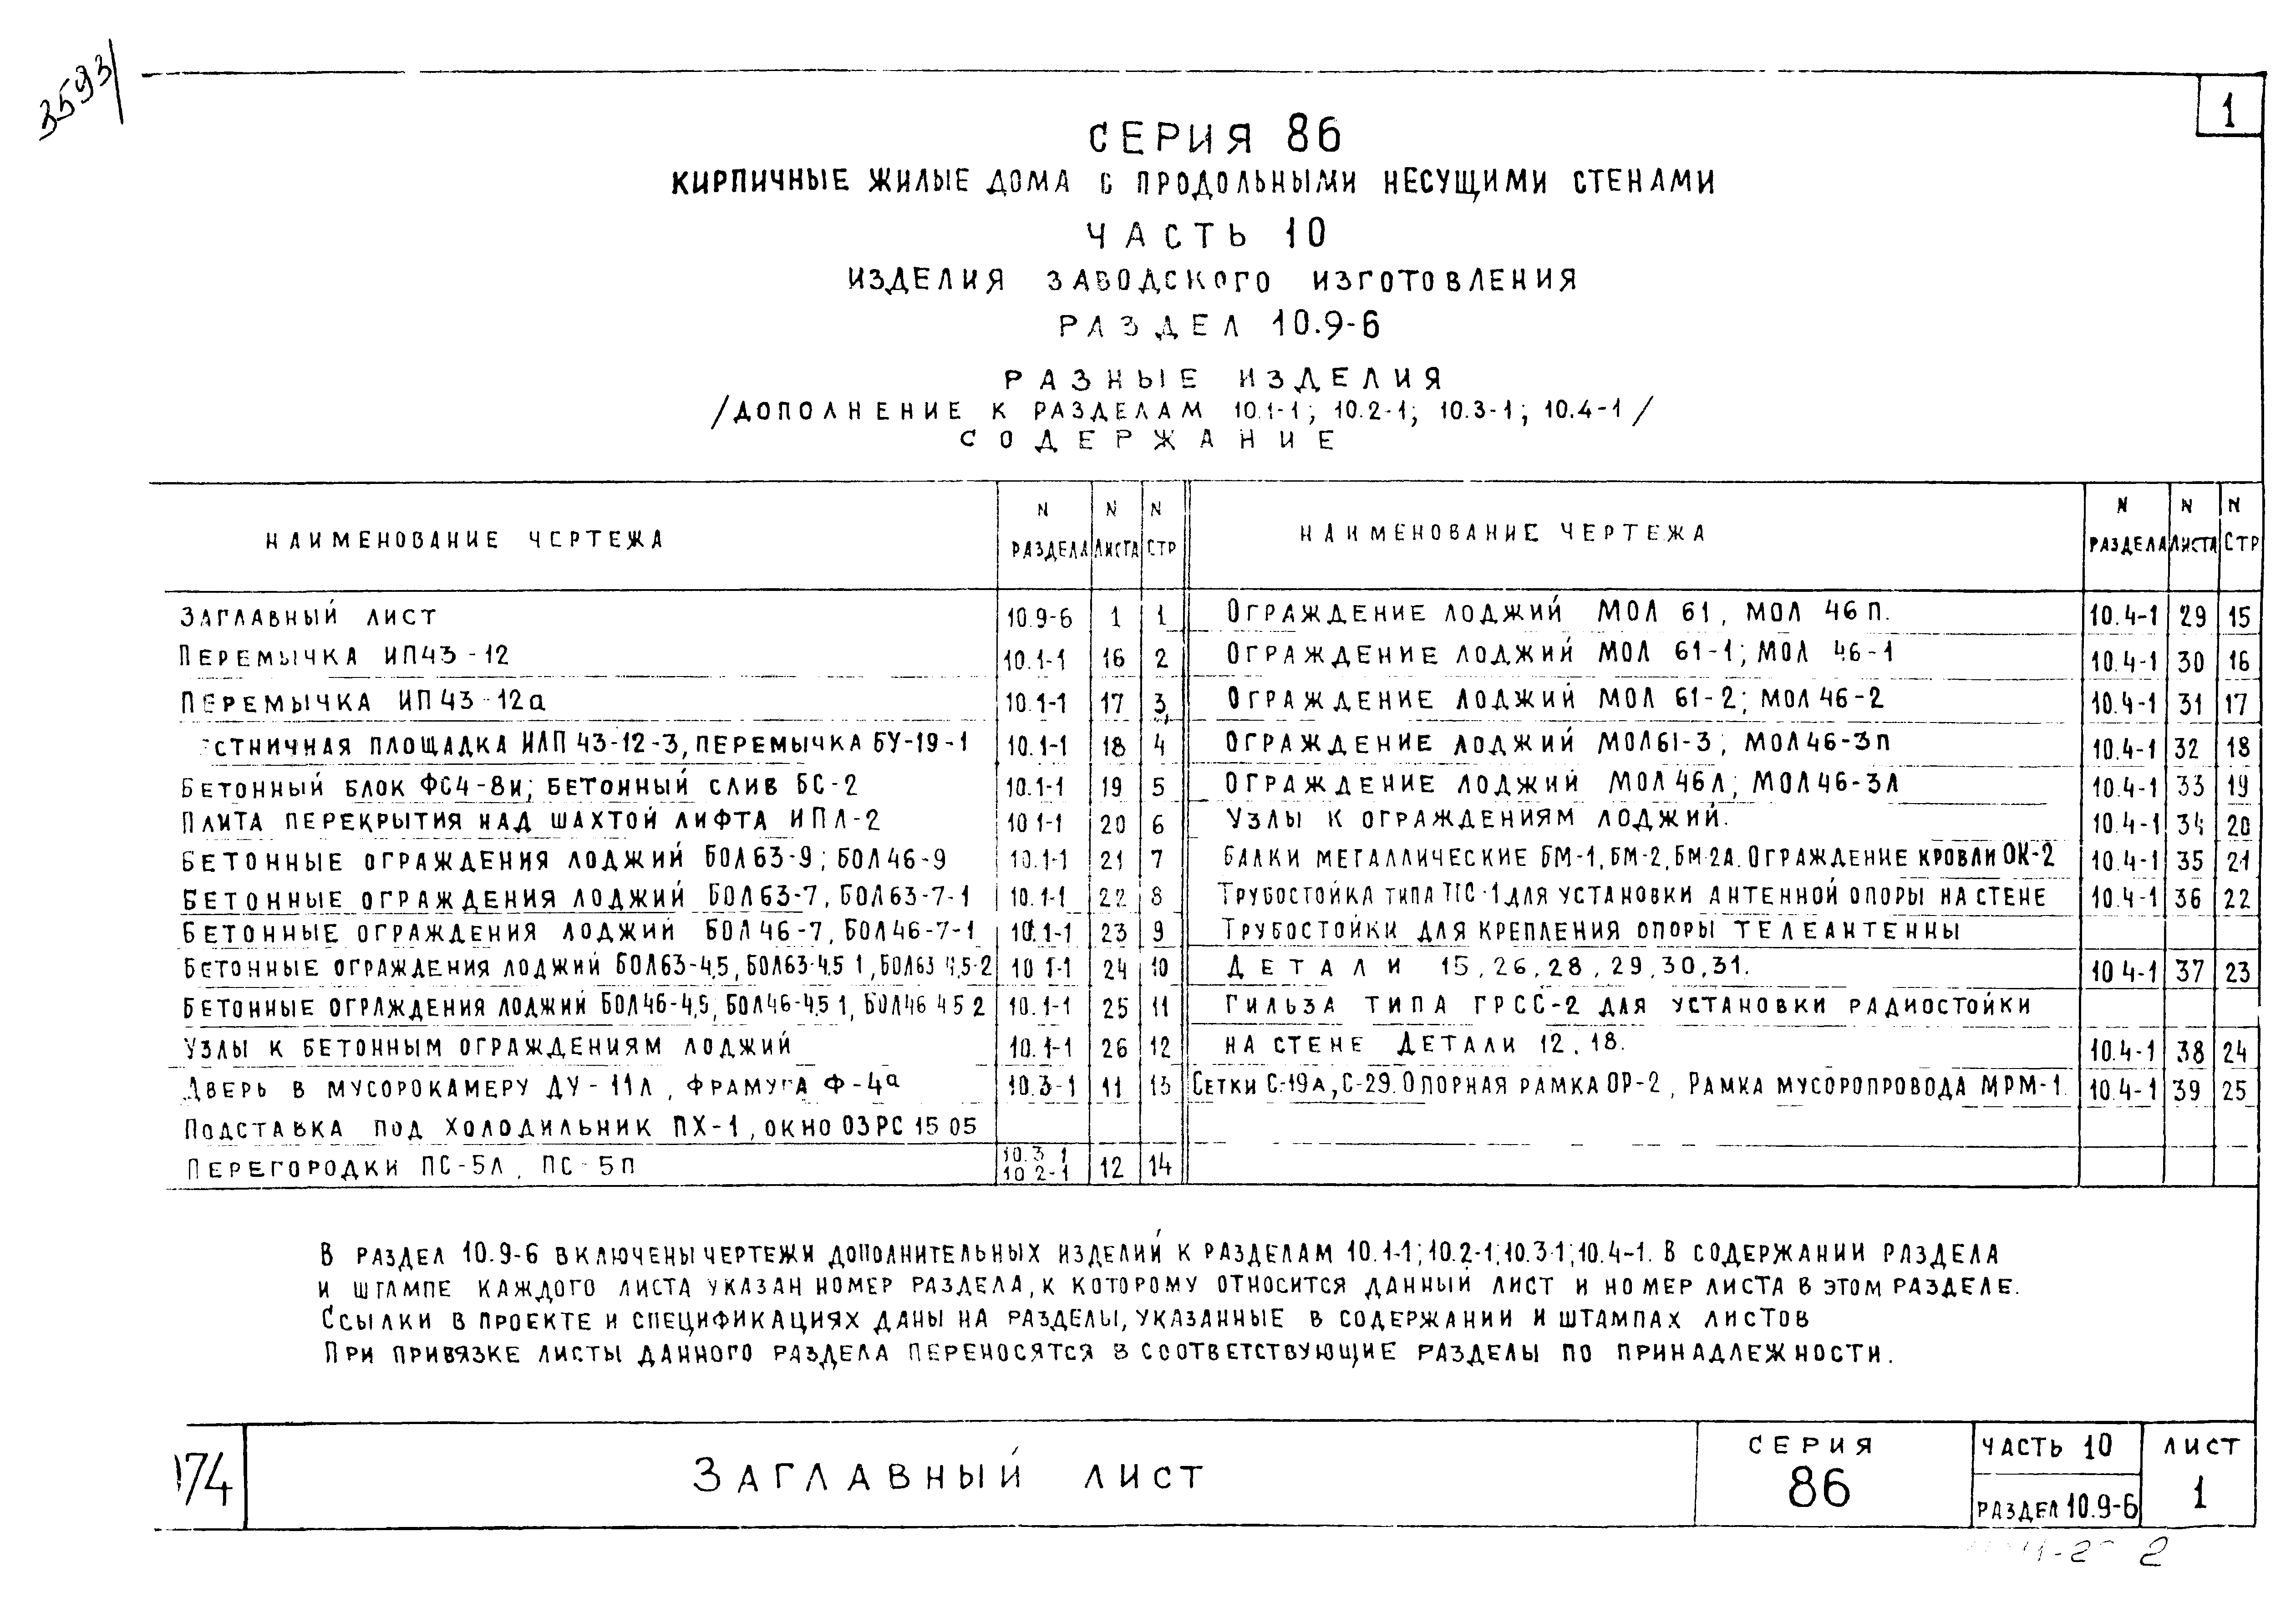 3593
1
СЕРИЯ 86
КИРПИЧНЫЕ ЖИЛЫЕ ДОМА С ПРОДОЛЬНЫМИ НЕСУЩИМИ СТЕНАМИ
ЧАСТЬ 10
ИЗДЕЛИЯ ЗАВОДСКОГО ИЗГОТОВЛЕНИЯ
РАЗДЕЛ 10.9-6
РАЗНЫЕ ИЗДЕЛИЯ
/ДОПОЛНЕНИЕ К РАЗДЕЛАМ 10.1-1; 10.2-1; 10.3-1; 10.4-1/
СОДЕРЖАНИЕ
НАИМЕНОВАНИЕ ЧЕРТЕЖА N РАЗДЕЛА N ЛИСТА N СТР
ЗАГЛАВНЫЙ ЛИСТ 10.9-6 1 1
ПЕРЕМЫЧКА ИП43-12 10.1-1 16 2
ПЕРЕМЫЧКА ИП43-12а 10.1-1 17 3
СТНИЧНАЯ ПЛОЩАДКА ИЛП 43-12-3, ПЕРЕМЫЧКА БУ-19-1 10.1-1 18 4
БЕТОННЫЙ БЛОК ФС4-8И; БЕТОННЫЙ СЛИВ БС-2 10.1-1 19 5
ПЛИТА ПЕРЕКРЫТИЯ НАД ШАХТОЙ ЛИФТА ИПЛ-2 10 1-1 20 6
БЕТОННЫЕ ОГРАЖДЕНИЯ ЛОДЖИЙ БОЛ63-9; БОЛ46-9 10.1-1 21 7
БЕТОННЫЕ ОГРАЖДЕНИЯ ЛОДЖИЙ БОЛ63-7, БОЛ63-7-1 10.1-1 22 8
БЕТОННЫЕ ОГРАЖДЕНИЯ ЛОДЖИЙ БОЛ46-7, БОЛ46-7-1 10.1-1 23 9
БЕТОННЫЕ ОГРАЖДЕНИЯ ЛОДЖИЙ БОЛ63-4,5, БОЛ63-4.5 1, БОЛ63 4,5-2 10 1-1 24 10
БЕТОННЫЕ ОГРАЖДЕНИЯ ЛОДЖИЙ БОЛ46-4,5, БОЛ46-4,5 1, БОЛ46 4 5 2 10.1-1 25 11
УЗЛЫ К БЕТОННЫМ ОГРАЖДЕНИЯМ ЛОДЖИЙ 10.1-1 26 12
ДВЕРЬ В МУСОРОКАМЕРУ ДУ-11Л, ФРАМУГА Ф-4а 10.3-1 11 13
ПОДСТАВКА ПОД ХОЛОДИЛЬНИК ПХ-1, ОКНО ОЗРС 15 05
ПЕРЕГОРОДКИ ПС-5Л, ПС-5П 10.3 1 10 2-1 12 14
НАИМЕНОВАНИЕ ЧЕРТЕЖА N РАЗДЕЛА N ЛИСТА N СТР
ОГРАЖДЕНИЕ ЛОДЖИЙ МОЛ 61, МОЛ 46 П. 10.4-1 29 15
ОГРАЖДЕНИЕ ЛОДЖИЙ МОЛ 61-1; МОЛ 46-1 10.4-1 30 16
ОГРАЖДЕНИЕ ЛОДЖИЙ МОЛ 61-2; МОЛ 46-2 10.4-1 31 17
ОГРАЖДЕНИЕ ЛОДЖИЙ МОЛ61-3; МОЛ46-3П 10.4-1 32 18
ОГРАЖДЕНИЕ ЛОДЖИЙ МОЛ46Л; МОЛ46-3Л 10.4-1 33 19
УЗЛЫ К ОГРАЖДЕНИЯМ ЛОДЖИЙ. 10.4-1 34 20
БАЛКИ МЕТАЛЛИЧЕСКИЕ БМ-1, БМ-2, БМ-2А. ОГРАЖДЕНИЕ КРОВЛИ ОК-2 10.4-1 35 21
ТРУБОСТОЙКА ТИПА ТГС-1 ДЛЯ УСТАНОВКИ АНТЕННОЙ ОПОРЫ НА СТЕНЕ 10.4-1 36 22
ТРУБОСТОЙКИ ДЛЯ КРЕПЛЕНИЯ ОПОРЫ ТЕЛЕАНТЕННЫ
ДЕТАЛИ 15, 26, 28, 29, 30, 31. 10 4-1 37 23
ГИЛЬЗА ТИПА ГРСС-2 ДЛЯ УСТАНОВКИ РАДИОСТОЙКИ
НА СТЕНЕ ДЕТАЛИ 12, 18. 10.4-1 38 24
СЕТКИ С-19А, С-29. ОПОРНАЯ РАМКА ОР-2, РАМКА МУСОРОПРОВОДА МРМ-1. 10.4-1 39 25
В РАЗДЕЛ 10.9-6 ВКЛЮЧЕНЫ ЧЕРТЕЖИ ДОПОЛНИТЕЛЬНЫХ ИЗДЕЛИЙ К РАЗДЕЛАМ 10.1-1; 10.2-1; 10.3-1; 10.4-1. В СОДЕРЖАНИИ РАЗДЕЛА
И ШТАМПЕ КАЖДОГО ЛИСТА УКАЗАН НОМЕР РАЗДЕЛА, К КОТОРОМУ ОТНОСИТСЯ ДАННЫЙ ЛИСТ И НОМЕР ЛИСТА В ЭТОМ РАЗДЕЛЕ.
ССЫЛКИ В ПРОЕКТЕ И СПЕЦИФИКАЦИЯХ ДАНЫ НА РАЗДЕЛЫ, УКАЗАННЫЕ В СОДЕРЖАНИИ И ШТАМПАХ ЛИСТОВ
ПРИ ПРИВЯЗКЕ ЛИСТЫ ДАННОГО РАЗДЕЛА ПЕРЕНОСЯТСЯ В СООТВЕТСТВУЮЩИЕ РАЗДЕЛЫ ПО ПРИНАДЛЕЖНОСТИ.
174
ЗАГЛАВНЫЙ ЛИСТ
СЕРИЯ
86
ЧАСТЬ 10
РАЗДЕЛ 10.9-6
ЛИСТ
1
2